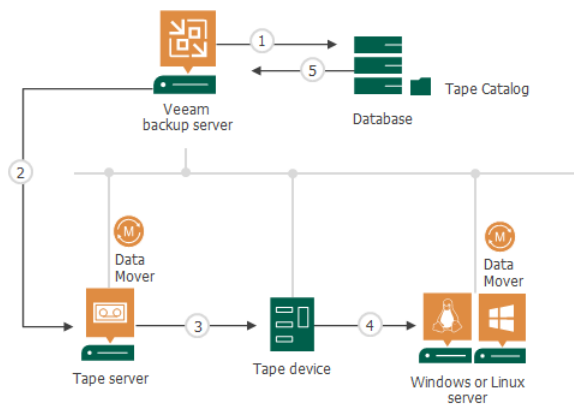 1
5
Veeam
backup server
Database
Tape Catalog
2
M
Data
Mover
M
Data
Mover
3
4
Tape server
Tape device
Windows or Linux
server